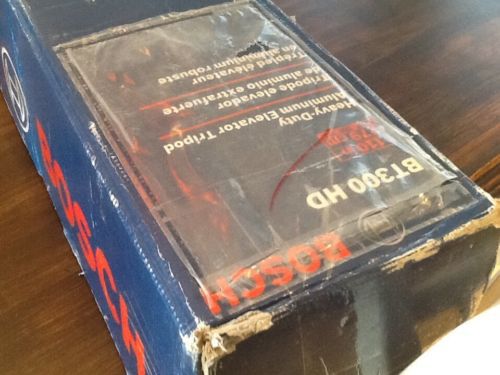 BOSCH
BT300 HD
Heavy-Duty
Aluminum Elevator Tripod
Trípode elevador
de aluminio extrafuerte
Trépied élévateur
en aluminium robuste
BOSCH